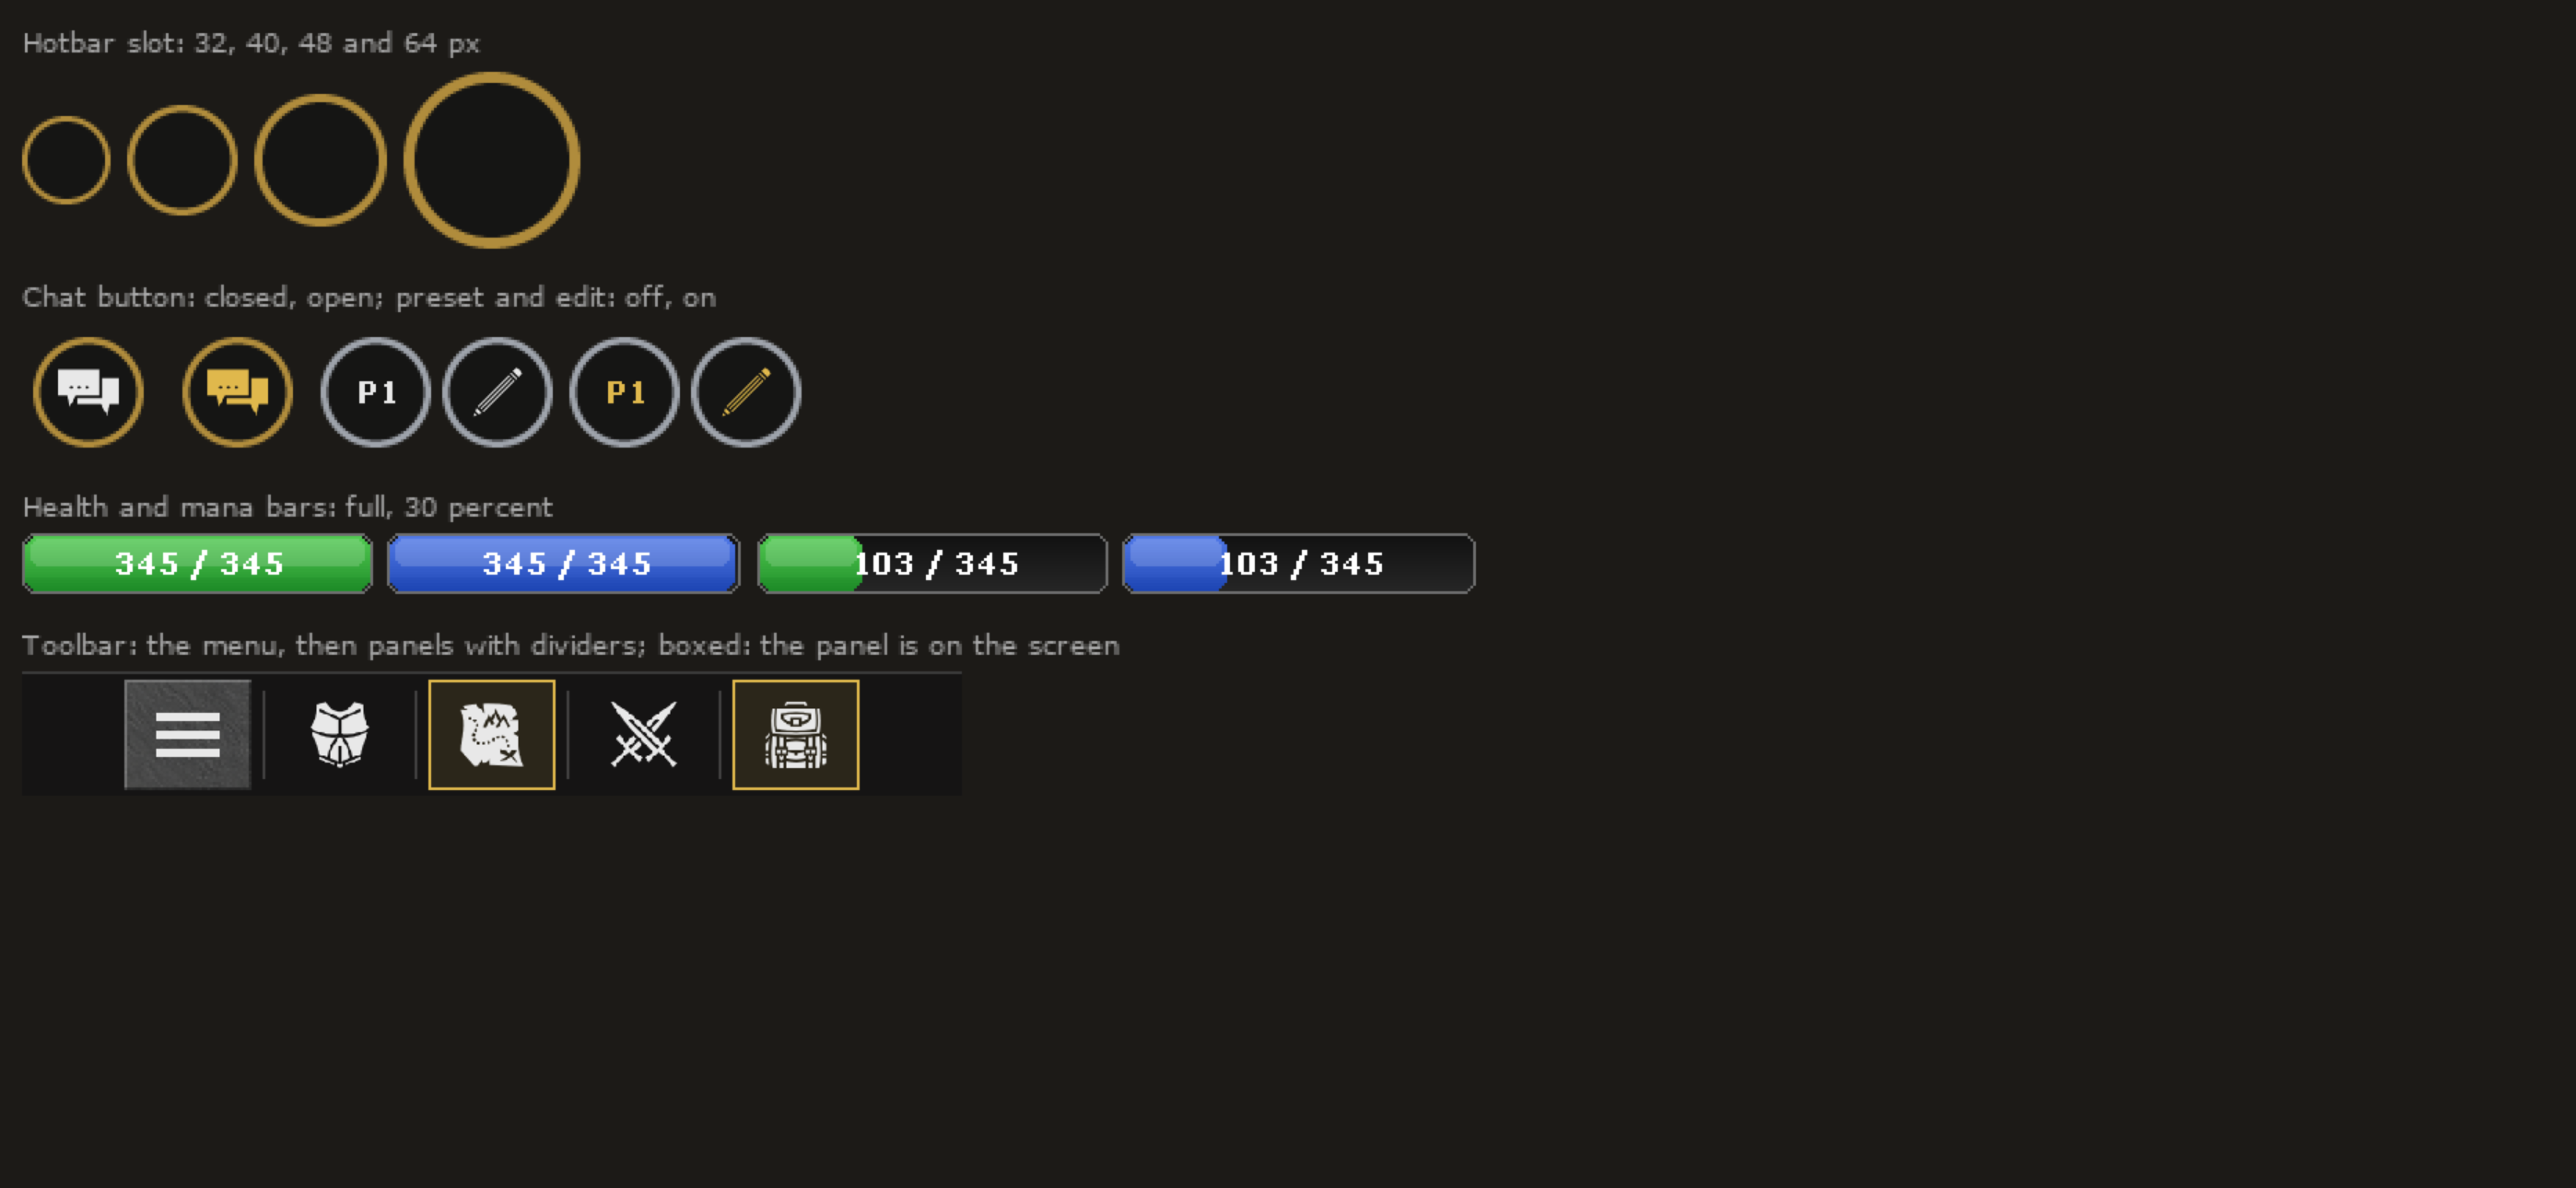 Hotbar slot: 32, 40, 48 and 64 px
Chat button: closed, open; preset and edit: off, on
P1 P1
Health and mana bars: full, 30 percent
345 / 345 345 / 345 103 / 345 103 / 345
Toolbar: the menu, then panels with dividers; boxed: the panel is on the screen